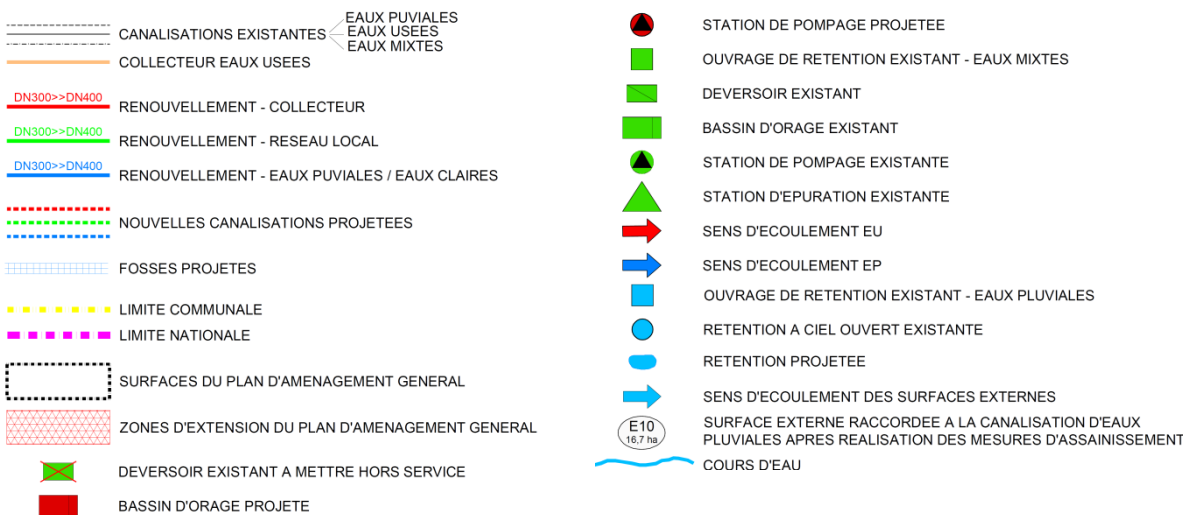 CANALISATIONS EXISTANTES
EAUX PUVIALES
EAUX USEES
EAUX MIXTES
COLLECTEUR EAUX USEES
DN300>>DN400
RENOUVELLEMENT - COLLECTEUR
DN300>>DN400
RENOUVELLEMENT - RESEAU LOCAL
DN300>>DN400
RENOUVELLEMENT - EAUX PUVIALES / EAUX CLAIRES
NOUVELLES CANALISATIONS PROJETEES
FOSSES PROJETES
LIMITE COMMUNALE
LIMITE NATIONALE
SURFACES DU PLAN D'AMENAGEMENT GENERAL
ZONES D'EXTENSION DU PLAN D'AMENAGEMENT GENERAL
DEVERSOIR EXISTANT A METTRE HORS SERVICE
BASSIN D'ORAGE PROJETE
STATION DE POMPAGE PROJETEE
OUVRAGE DE RETENTION EXISTANT - EAUX MIXTES
DEVERSOIR EXISTANT
BASSIN D'ORAGE EXISTANT
STATION DE POMPAGE EXISTANTE
STATION D'EPURATION EXISTANTE
SENS D'ECOULEMENT EU
SENS D'ECOULEMENT EP
OUVRAGE DE RETENTION EXISTANT - EAUX PLUVIALES
RETENTION A CIEL OUVERT EXISTANTE
RETENTION PROJETEE
SENS D'ECOULEMENT DES SURFACES EXTERNES
E10
16,7 ha
SURFACE EXTERNE RACCORDEE A LA CANALISATION D'EAUX
PLUVIALES APRES REALISATION DES MESURES D'ASSAINISSEMENT
COURS D'EAU